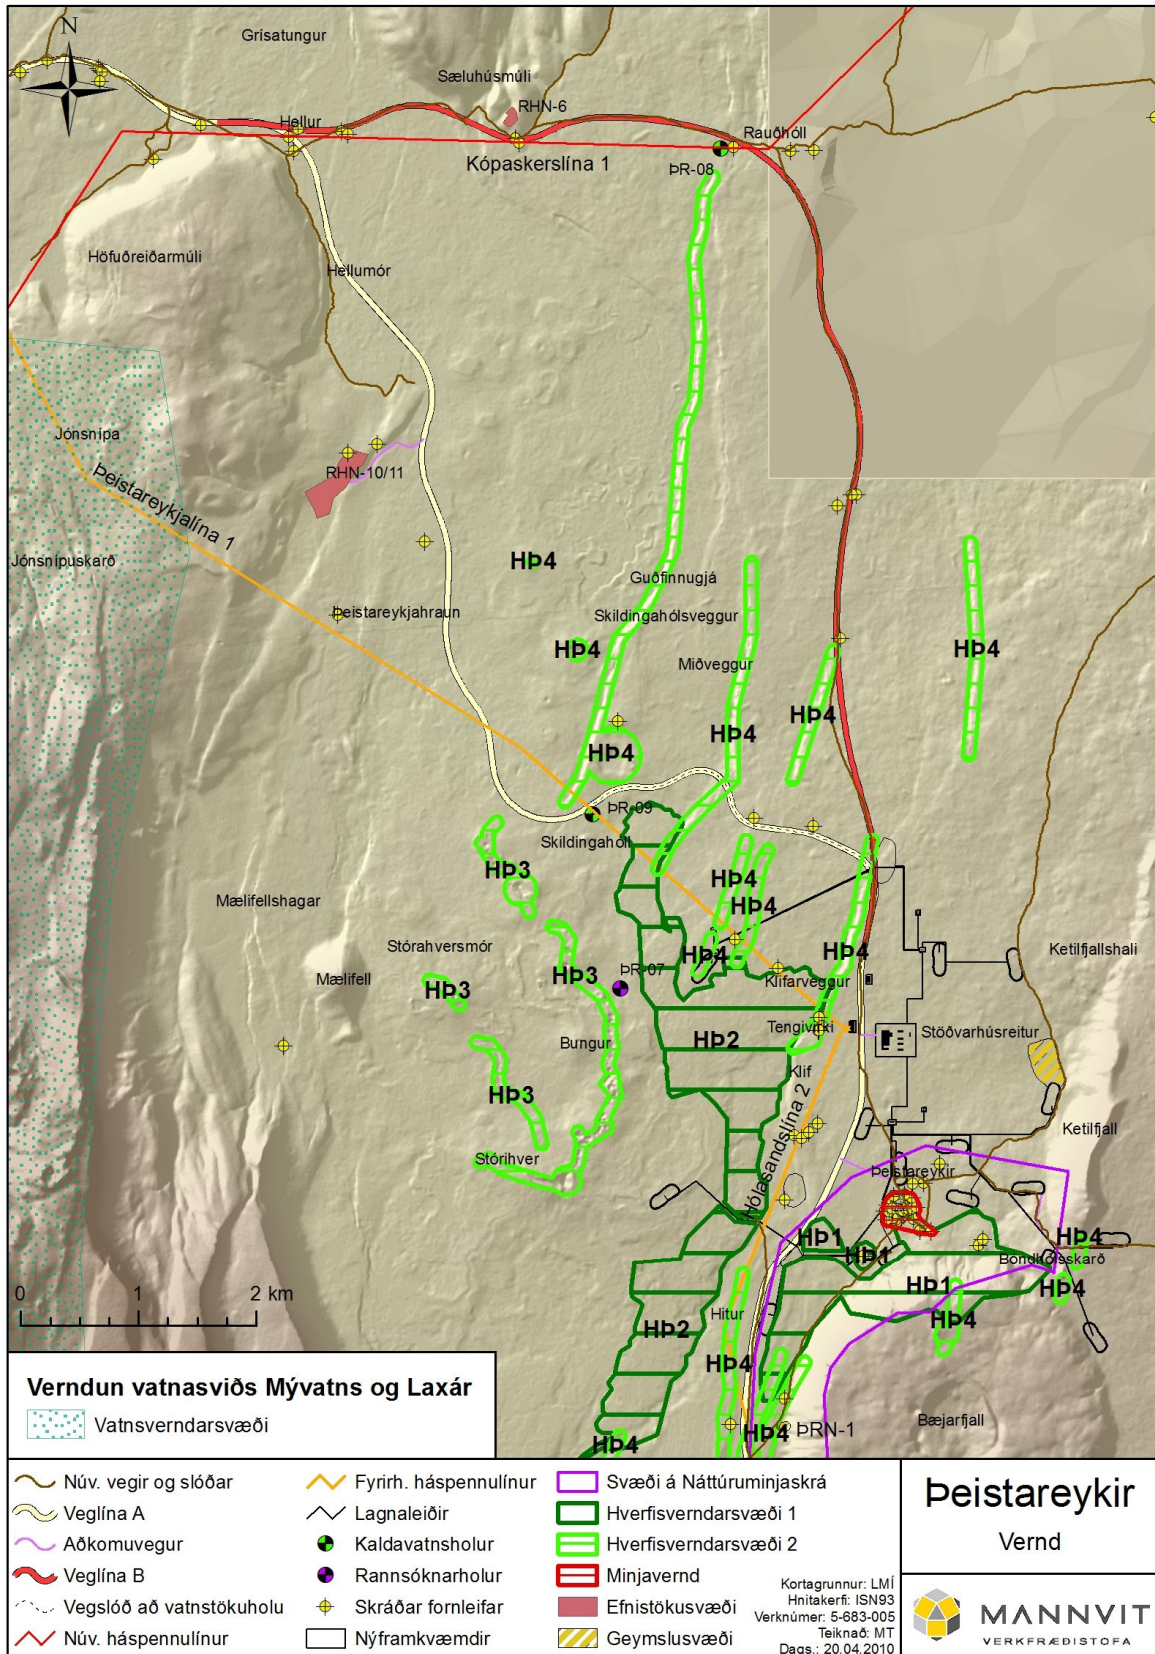 N
Grísatungur
Sæluhúsmúli
RHN-6
Hellur
Rauðhóll
Kópaskerslína 1
ÞR-08
Höfuðreiðarmúli
Hellumór
Jónsnípa
RHN-10/11
Þeistareykjalína 1
Jónsnípuskarð
HÞ4
Guðfinnugjá
Þeistareykjahraun
Skildingahólsveggur
HÞ4
HÞ4
Miðveggur
HÞ4
HÞ4
HÞ4
ÞR-09
Skildingahóll
HÞ3
HÞ4
Mælifellshagar
HÞ4
Stórahversmór
Ketilfjallshali
HÞ4
HÞ4
Mælifell
HÞ3
ÞR-07
Klifarveggur
HÞ3
Tengivirki
Stöðvarhúsreitur
Bungur
HÞ2
Klif
HÞ3
Hólasandslína 2
Ketilfjall
Stórihver
Þeistareykir
HÞ1
HÞ4
HÞ1
Bóndhólsskarð
HÞ1
HÞ4
0 1 2 km
Hitur
HÞ4
HÞ2
HÞ4
Bæjarfjall
HÞ4
ÞRN-1
HÞ4
Verndun vatnasviðs Mývatns og Laxár
Vatnsverndarsvæði
Núv. vegir og slóðar
Veglína A
Aðkomuvegur
Veglína B
Vegslóð að vatnstökuholu
Núv. háspennulínur
Fyrirh. háspennulínur
Lagnaleiðir
Kaldavatnsholur
Rannsóknarholur
Skráðar fornleifar
Nýframkvæmdir
Svæði á Náttúruminjaskrá
Hverfisverndarsvæði 1
Hverfisverndarsvæði 2
Minjavernd
Efnistökusvæði
Geymslusvæði
Kortagrunnur: LMÍ
Hnitakerfi: ISN93
Verknúmer: 5-683-005
Teiknað: MT
Dags.: 20.04.2010
Þeistareykir
Vernd
MANNVIT
VERKFRÆÐISTOFA